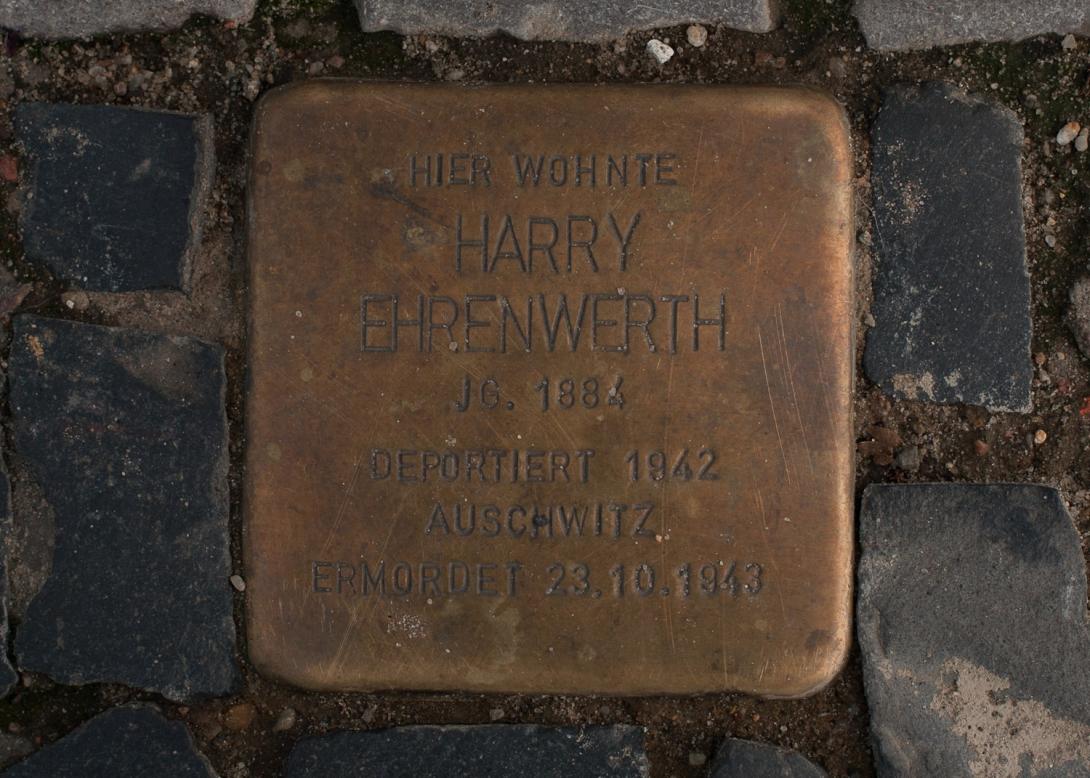 HIER WOHNTE
HARRY
EHRENWERTH
JG. 1884
DEPORTIERT 1942
AUSCHWITZ
ERMORDET 23.10.1943